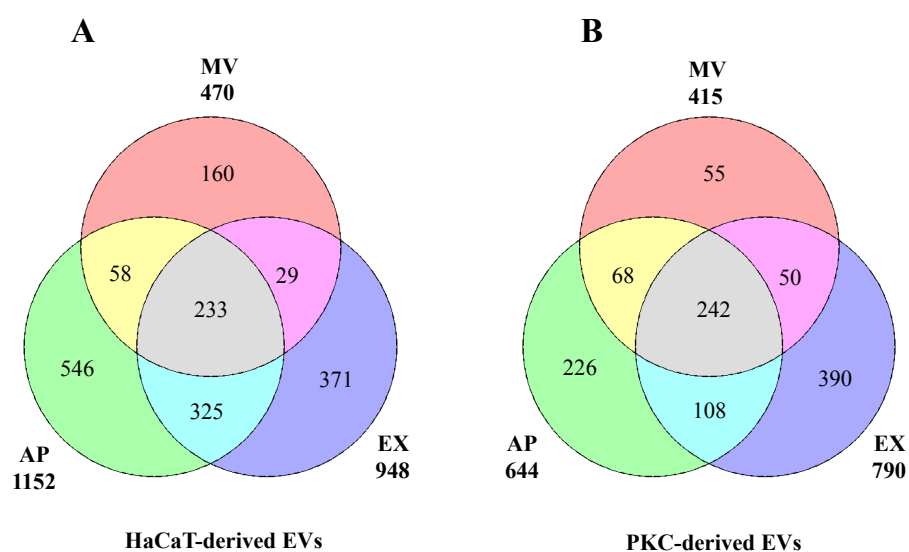 A
MV
470
160
58
29
233
546
371
325
AP
1152
EX
948
HaCaT-derived EVs
B
MV
415
55
68
50
242
226
390
108
AP
644
EX
790
PKC-derived EVs